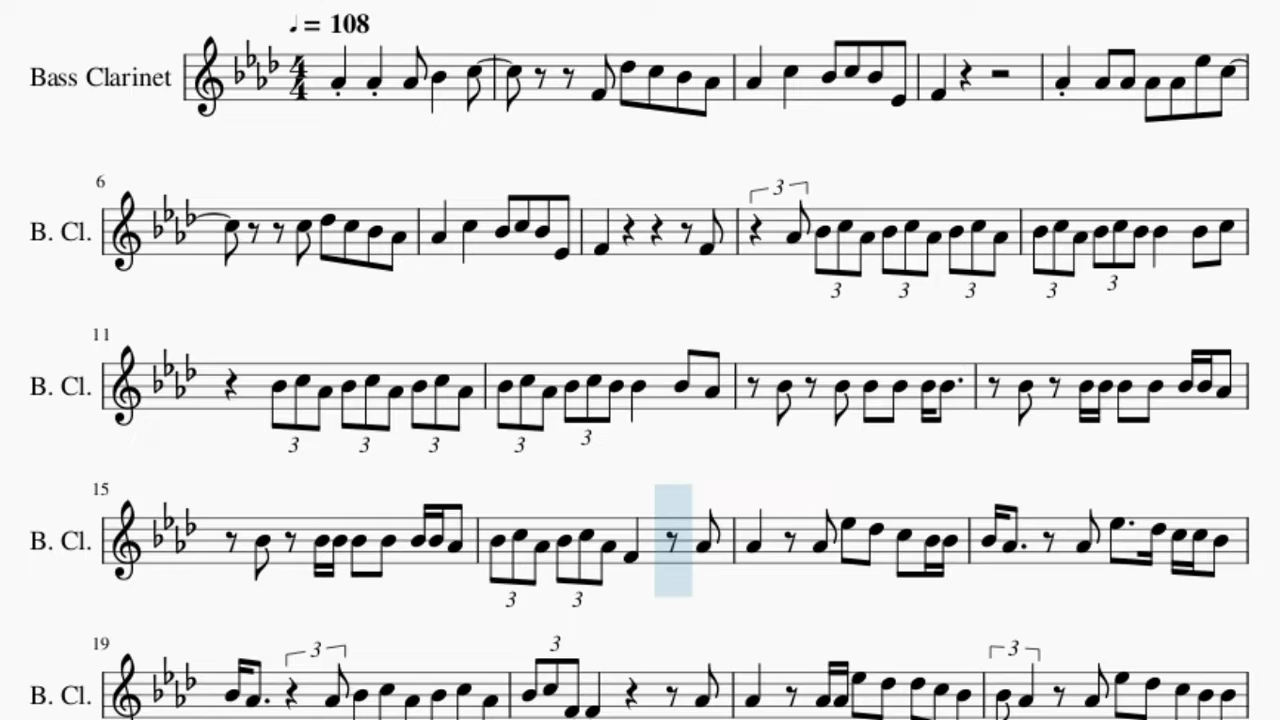 ♩ = 108
Bass Clarinet 4 4
6
3
B. Cl.
3 3 3 3 3
11
B. Cl.
3 3 3 3 3
15
B. Cl.
3 3
19
3 3 3
B. Cl.